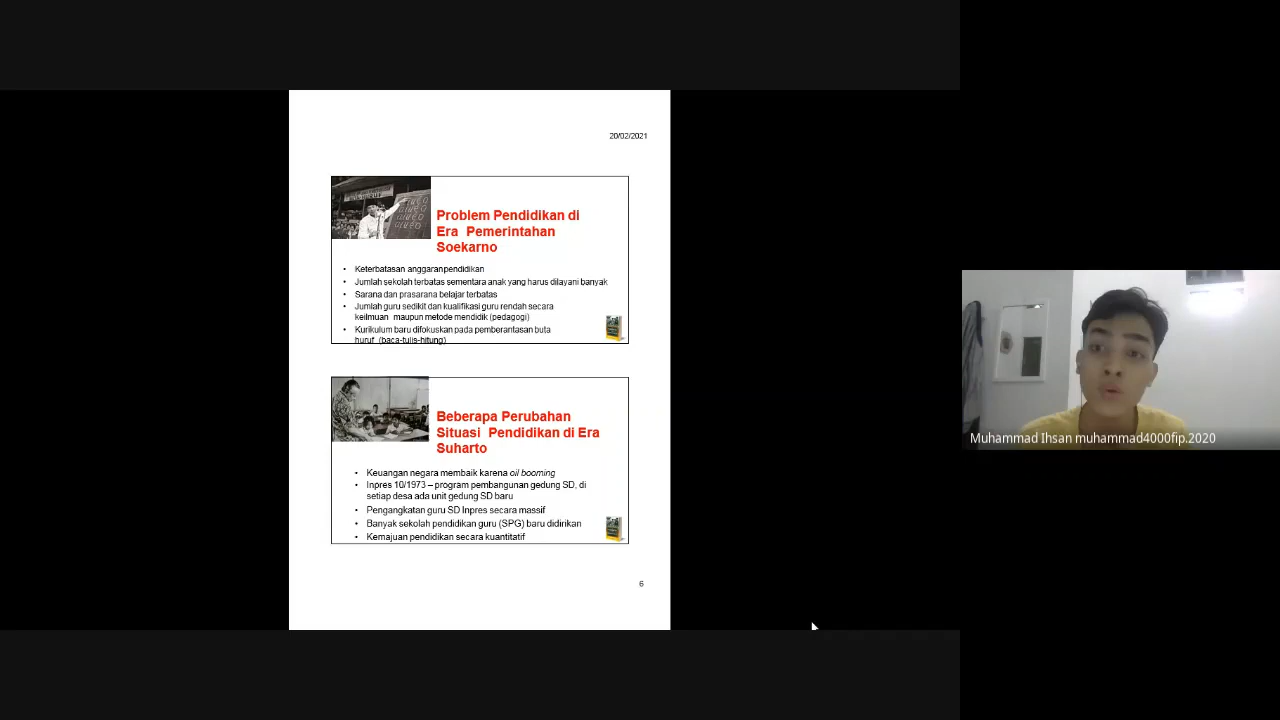 20/02/2021
Problem Pendidikan di
Era Pemerintahan
Soekarno
• Keterbatasan anggaranpendidikan
• Jumlah sekolah terbatas sementara anak yang harus dilayani banyak
• Sarana dan prasarana belajar terbatas
• Jumlah guru sedikit dan kualifikasi guru rendah secara
keilmuan maupun metode mendidik (pedagogi)
• Kurikulum baru difokuskan pada pemberantasan buta
huruf (baca-tulis-hitung)
Beberapa Perubahan
Situasi Pendidikan di Era
Suharto
• Keuangan negara membaik karena oil booming
• Inpres 10/1973 – program pembangunan gedung SD, di
setiap desa ada unit gedung SD baru
• Pengangkatan guru SD Inpres secara massif
• Banyak sekolah pendidikan guru (SPG) baru didirikan
• Kemajuan pendidikan secara kuantitatif
6
Muhammad Ihsan muhammad4000fip.2020